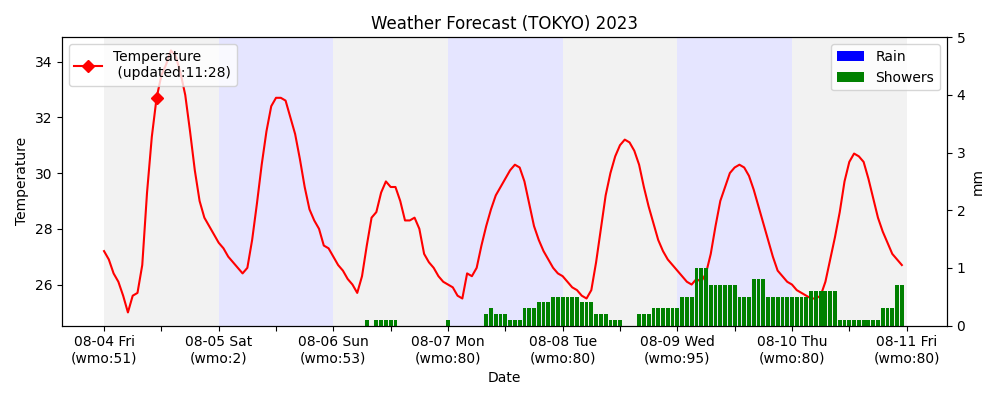 Weather Forecast (TOKYO) 2023
Temperature
(updated:11:28)
Rain
Showers
34
32
30
28
26
Temperature
5
4
3
2
1
0
mm
08-04 Fri
(wmo:51)
08-05 Sat
(wmo:2)
08-06 Sun
(wmo:53)
08-07 Mon
(wmo:80)
08-08 Tue
(wmo:80)
08-09 Wed
(wmo:95)
08-10 Thu
(wmo:80)
08-11 Fri
(wmo:80)
Date